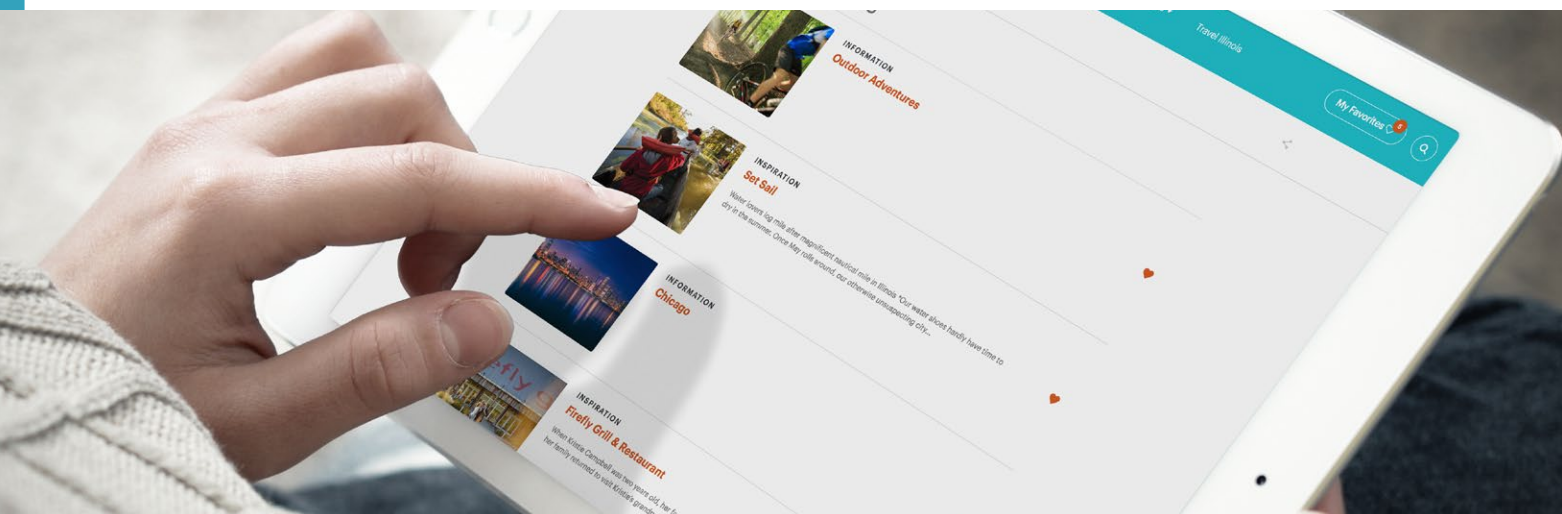 Travel Illinois
My Favorites
6
INFORMATION
Outdoor Adventures
INSPIRATION
Set Sail
Water lovers log mile after magnificent nautical mile in Illinois "Our water shoes hardly have time to
dry in the summer. Once May rolls around, our otherwise unsuspecting city...
INFORMATION
Chicago
INSPIRATION
Firefly Grill & Restaurant
When Kristie Campbell was two years old, her
her family returned to visit Kristie's